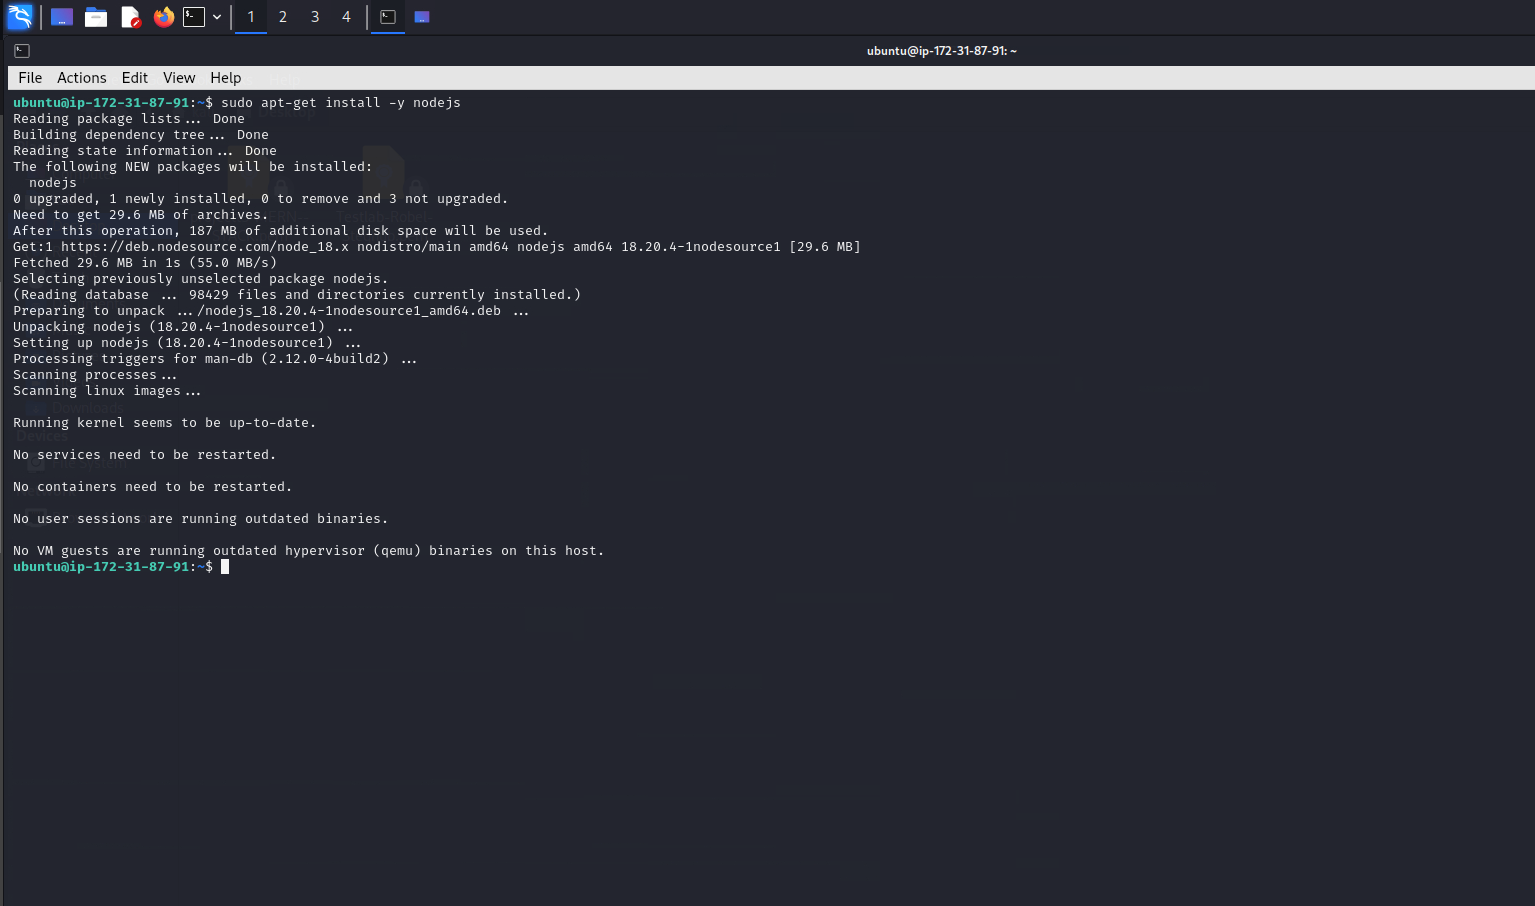 1 2 3 4
ubuntu@ip-172-31-87-91: ~
File Actions Edit View Help
ubuntu@ip-172-31-87-91:~$ sudo apt-get install -y nodejs
Reading package lists... Done
Building dependency tree... Done
Reading state information... Done
The following NEW packages will be installed:
  nodejs
0 upgraded, 1 newly installed, 0 to remove and 3 not upgraded.
Need to get 29.6 MB of archives.
After this operation, 187 MB of additional disk space will be used.
Get:1 https://deb.nodesource.com/node_18.x nodistro/main amd64 nodejs amd64 18.20.4-1nodesource1 [29.6 MB]
Fetched 29.6 MB in 1s (55.0 MB/s)
Selecting previously unselected package nodejs.
(Reading database ... 98429 files and directories currently installed.)
Preparing to unpack .../nodejs_18.20.4-1nodesource1_amd64.deb ...
Unpacking nodejs (18.20.4-1nodesource1) ...
Setting up nodejs (18.20.4-1nodesource1) ...
Processing triggers for man-db (2.12.0-4build2) ...
Scanning processes...
Scanning linux images...
Running kernel seems to be up-to-date.
No services need to be restarted.
No containers need to be restarted.
No user sessions are running outdated binaries.
No VM guests are running outdated hypervisor (qemu) binaries on this host.
ubuntu@ip-172-31-87-91:~$